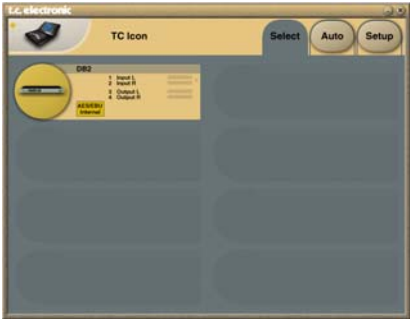 t.c. electronic
TC Icon
Select
Auto
Setup
DB2
1 Input L
2 Input R
3 Output L
4 Output R
AES/EBU
Internal